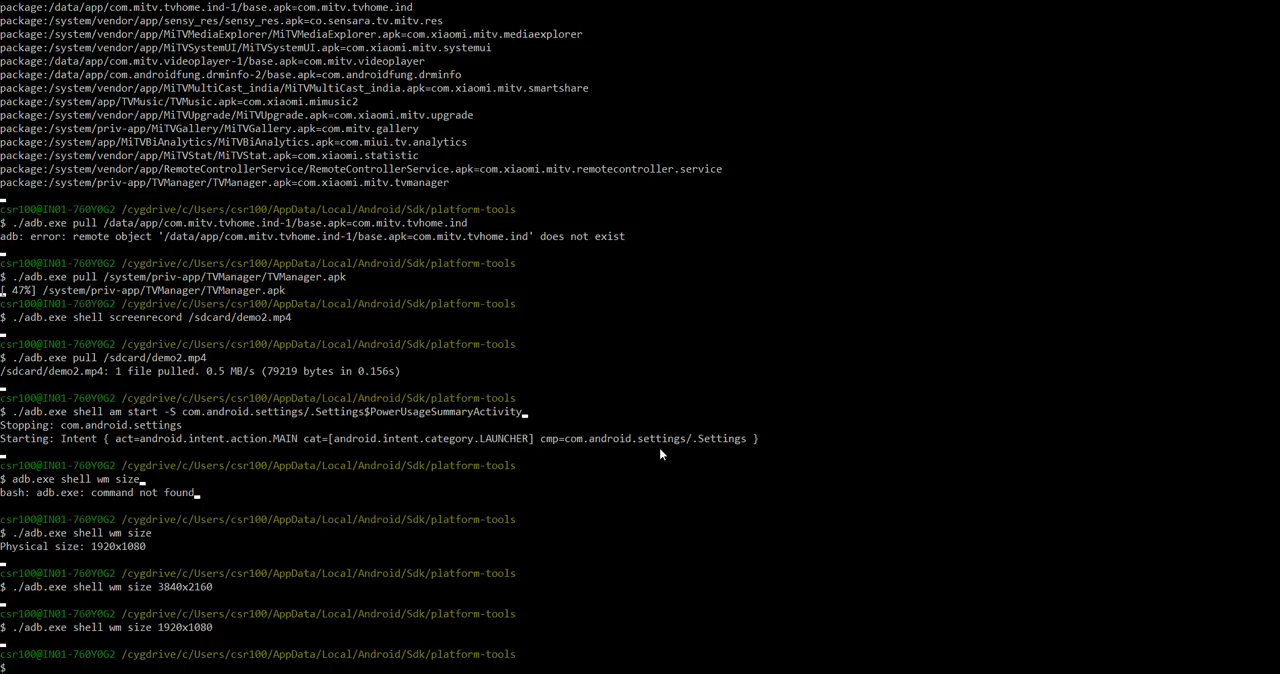 package:/data/app/com.mitv.tvhome.ind-1/base.apk=com.mitv.tvhome.ind
package:/system/vendor/app/sensy_res/sensy_res.apk=co.sensara.tv.mitv.res
package:/system/vendor/app/MiTVMediaExplorer/MiTVMediaExplorer.apk=com.xiaomi.mitv.mediaexplorer
package:/system/vendor/app/MiTVSystemUI/MiTVSystemUI.apk=com.xiaomi.mitv.systemui
package:/data/app/com.mitv.videoplayer-1/base.apk=com.mitv.videoplayer
package:/data/app/com.androidfung.drminfo-2/base.apk=com.androidfung.drminfo
package:/system/vendor/app/MiTVMultiCast_india/MiTVMultiCast_india.apk=com.xiaomi.mitv.smartshare
package:/system/app/TVMusic/TVMusic.apk=com.xiaomi.mimusic2
package:/system/vendor/app/MiTVUpgrade/MiTVUpgrade.apk=com.xiaomi.mitv.upgrade
package:/system/priv-app/MiTVGallery/MiTVGallery.apk=com.mitv.gallery
package:/system/app/MiTVBiAnalytics/MiTVBiAnalytics.apk=com.miui.tv.analytics
package:/system/vendor/app/MiTVStat/MiTVStat.apk=com.xiaomi.statistic
package:/system/vendor/app/RemoteControllerService/RemoteControllerService.apk=com.xiaomi.mitv.remotecontroller.service
package:/system/priv-app/TVManager/TVManager.apk=com.xiaomi.mitv.tvmanager
csr100@IN01-760Y0G2 /cygdrive/c/Users/csr100/AppData/Local/Android/Sdk/platform-tools
$ ./adb.exe pull /data/app/com.mitv.tvhome.ind-1/base.apk=com.mitv.tvhome.ind
adb: error: remote object '/data/app/com.mitv.tvhome.ind-1/base.apk=com.mitv.tvhome.ind' does not exist
csr100@IN01-760Y0G2 /cygdrive/c/Users/csr100/AppData/Local/Android/Sdk/platform-tools
$ ./adb.exe pull /system/priv-app/TVManager/TVManager.apk
[ 47%] /system/priv-app/TVManager/TVManager.apk
csr100@IN01-760Y0G2 /cygdrive/c/Users/csr100/AppData/Local/Android/Sdk/platform-tools
$ ./adb.exe shell screenrecord /sdcard/demo2.mp4
csr100@IN01-760Y0G2 /cygdrive/c/Users/csr100/AppData/Local/Android/Sdk/platform-tools
$ ./adb.exe pull /sdcard/demo2.mp4
/sdcard/demo2.mp4: 1 file pulled. 0.5 MB/s (79219 bytes in 0.156s)
csr100@IN01-760Y0G2 /cygdrive/c/Users/csr100/AppData/Local/Android/Sdk/platform-tools
$ ./adb.exe shell am start -S com.android.settings/.Settings$PowerUsageSummaryActivity
Stopping: com.android.settings
Starting: Intent { act=android.intent.action.MAIN cat=[android.intent.category.LAUNCHER] cmp=com.android.settings/.Settings }
csr100@IN01-760Y0G2 /cygdrive/c/Users/csr100/AppData/Local/Android/Sdk/platform-tools
$ adb.exe shell wm size
bash: adb.exe: command not found
csr100@IN01-760Y0G2 /cygdrive/c/Users/csr100/AppData/Local/Android/Sdk/platform-tools
$ ./adb.exe shell wm size
Physical size: 1920x1080
csr100@IN01-760Y0G2 /cygdrive/c/Users/csr100/AppData/Local/Android/Sdk/platform-tools
$ ./adb.exe shell wm size 3840x2160
csr100@IN01-760Y0G2 /cygdrive/c/Users/csr100/AppData/Local/Android/Sdk/platform-tools
$ ./adb.exe shell wm size 1920x1080
csr100@IN01-760Y0G2 /cygdrive/c/Users/csr100/AppData/Local/Android/Sdk/platform-tools
$